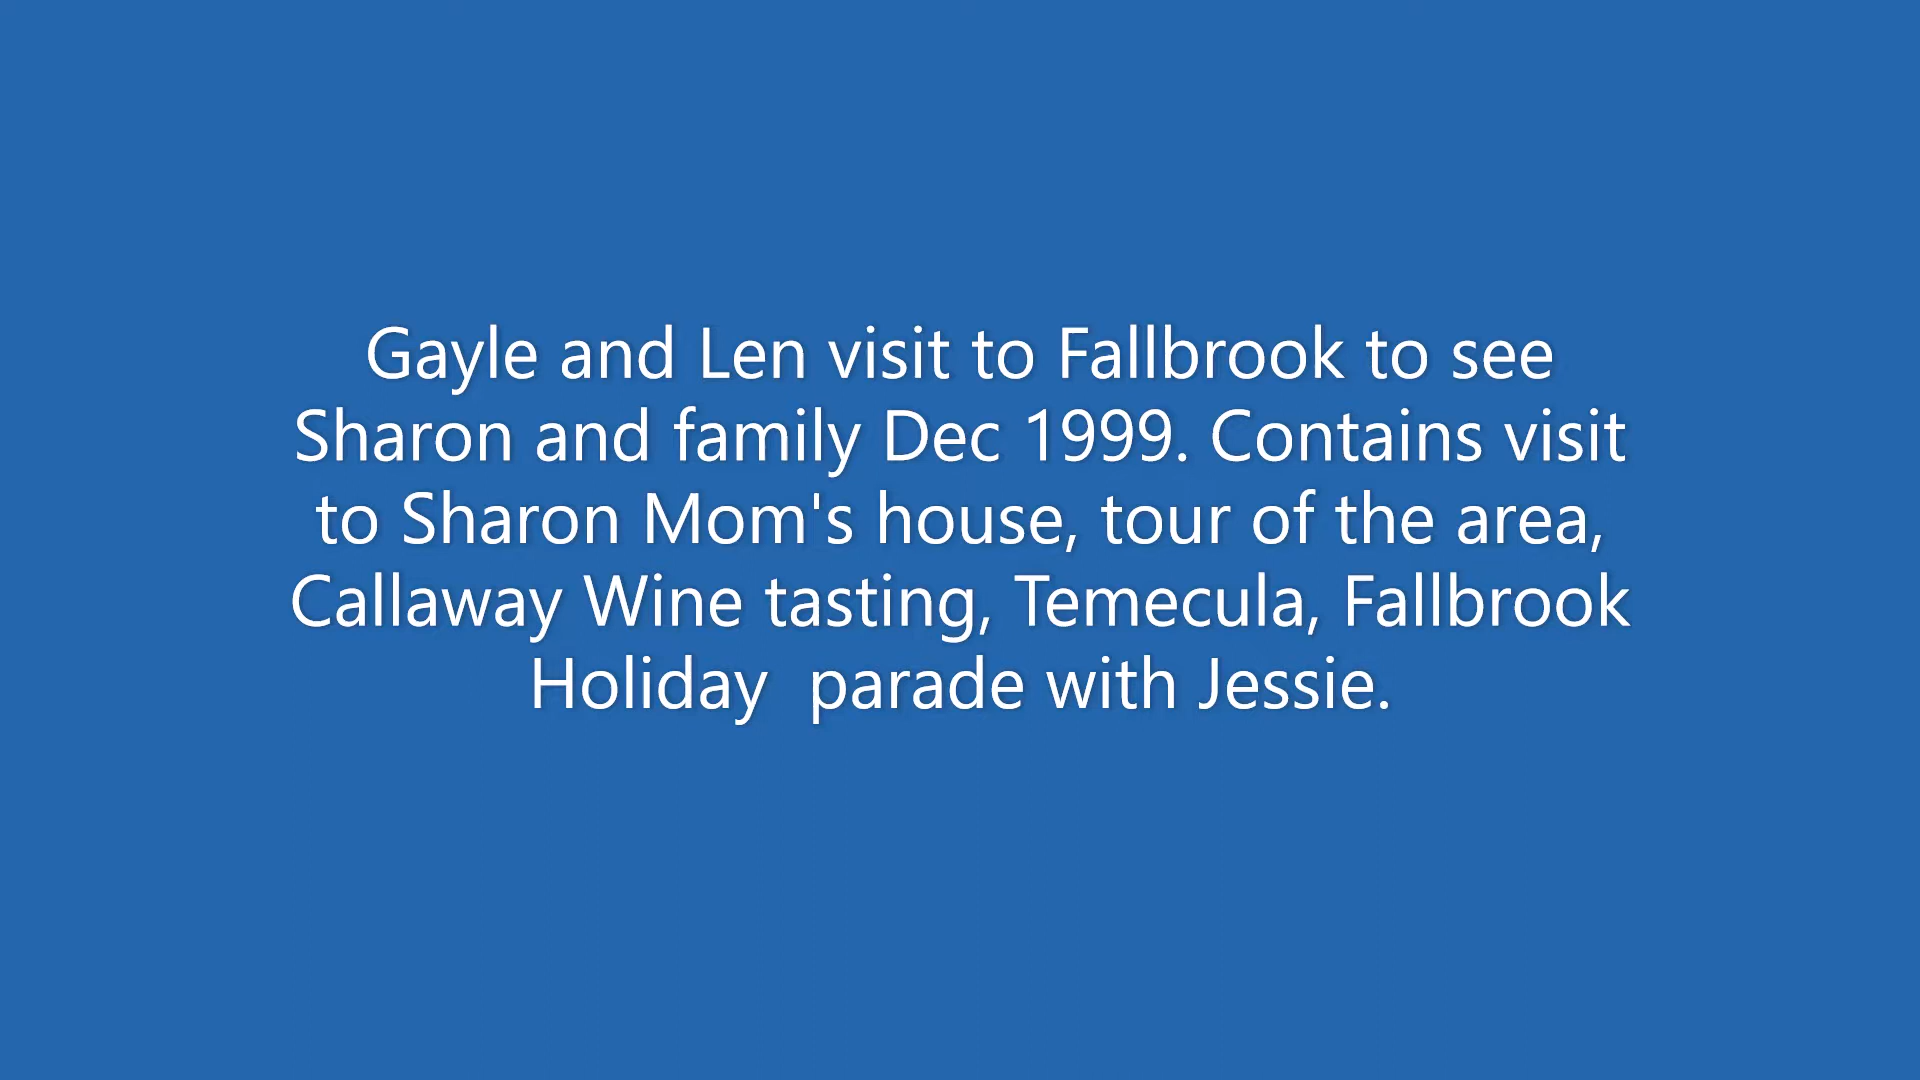 Gayle and Len visit to Fallbrook to see
Sharon and family Dec 1999. Contains visit
to Sharon Mom's house, tour of the area,
Callaway Wine tasting, Temecula, Fallbrook
Holiday  parade with Jessie.